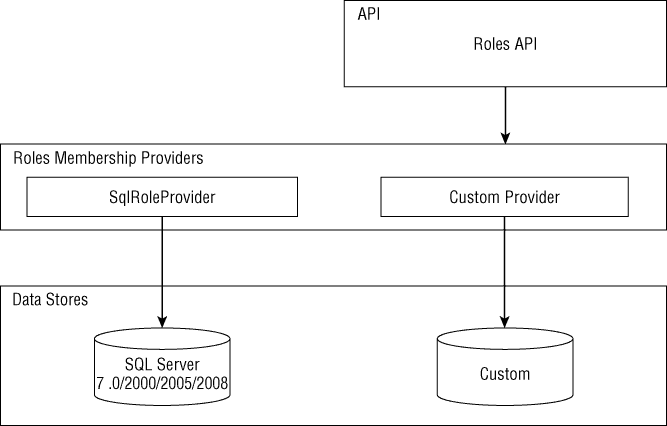 API
Roles API
Roles Membership Providers
SqlRoleProvider
Custom Provider
Data Stores
SQL Server
7 .0/2000/2005/2008
Custom